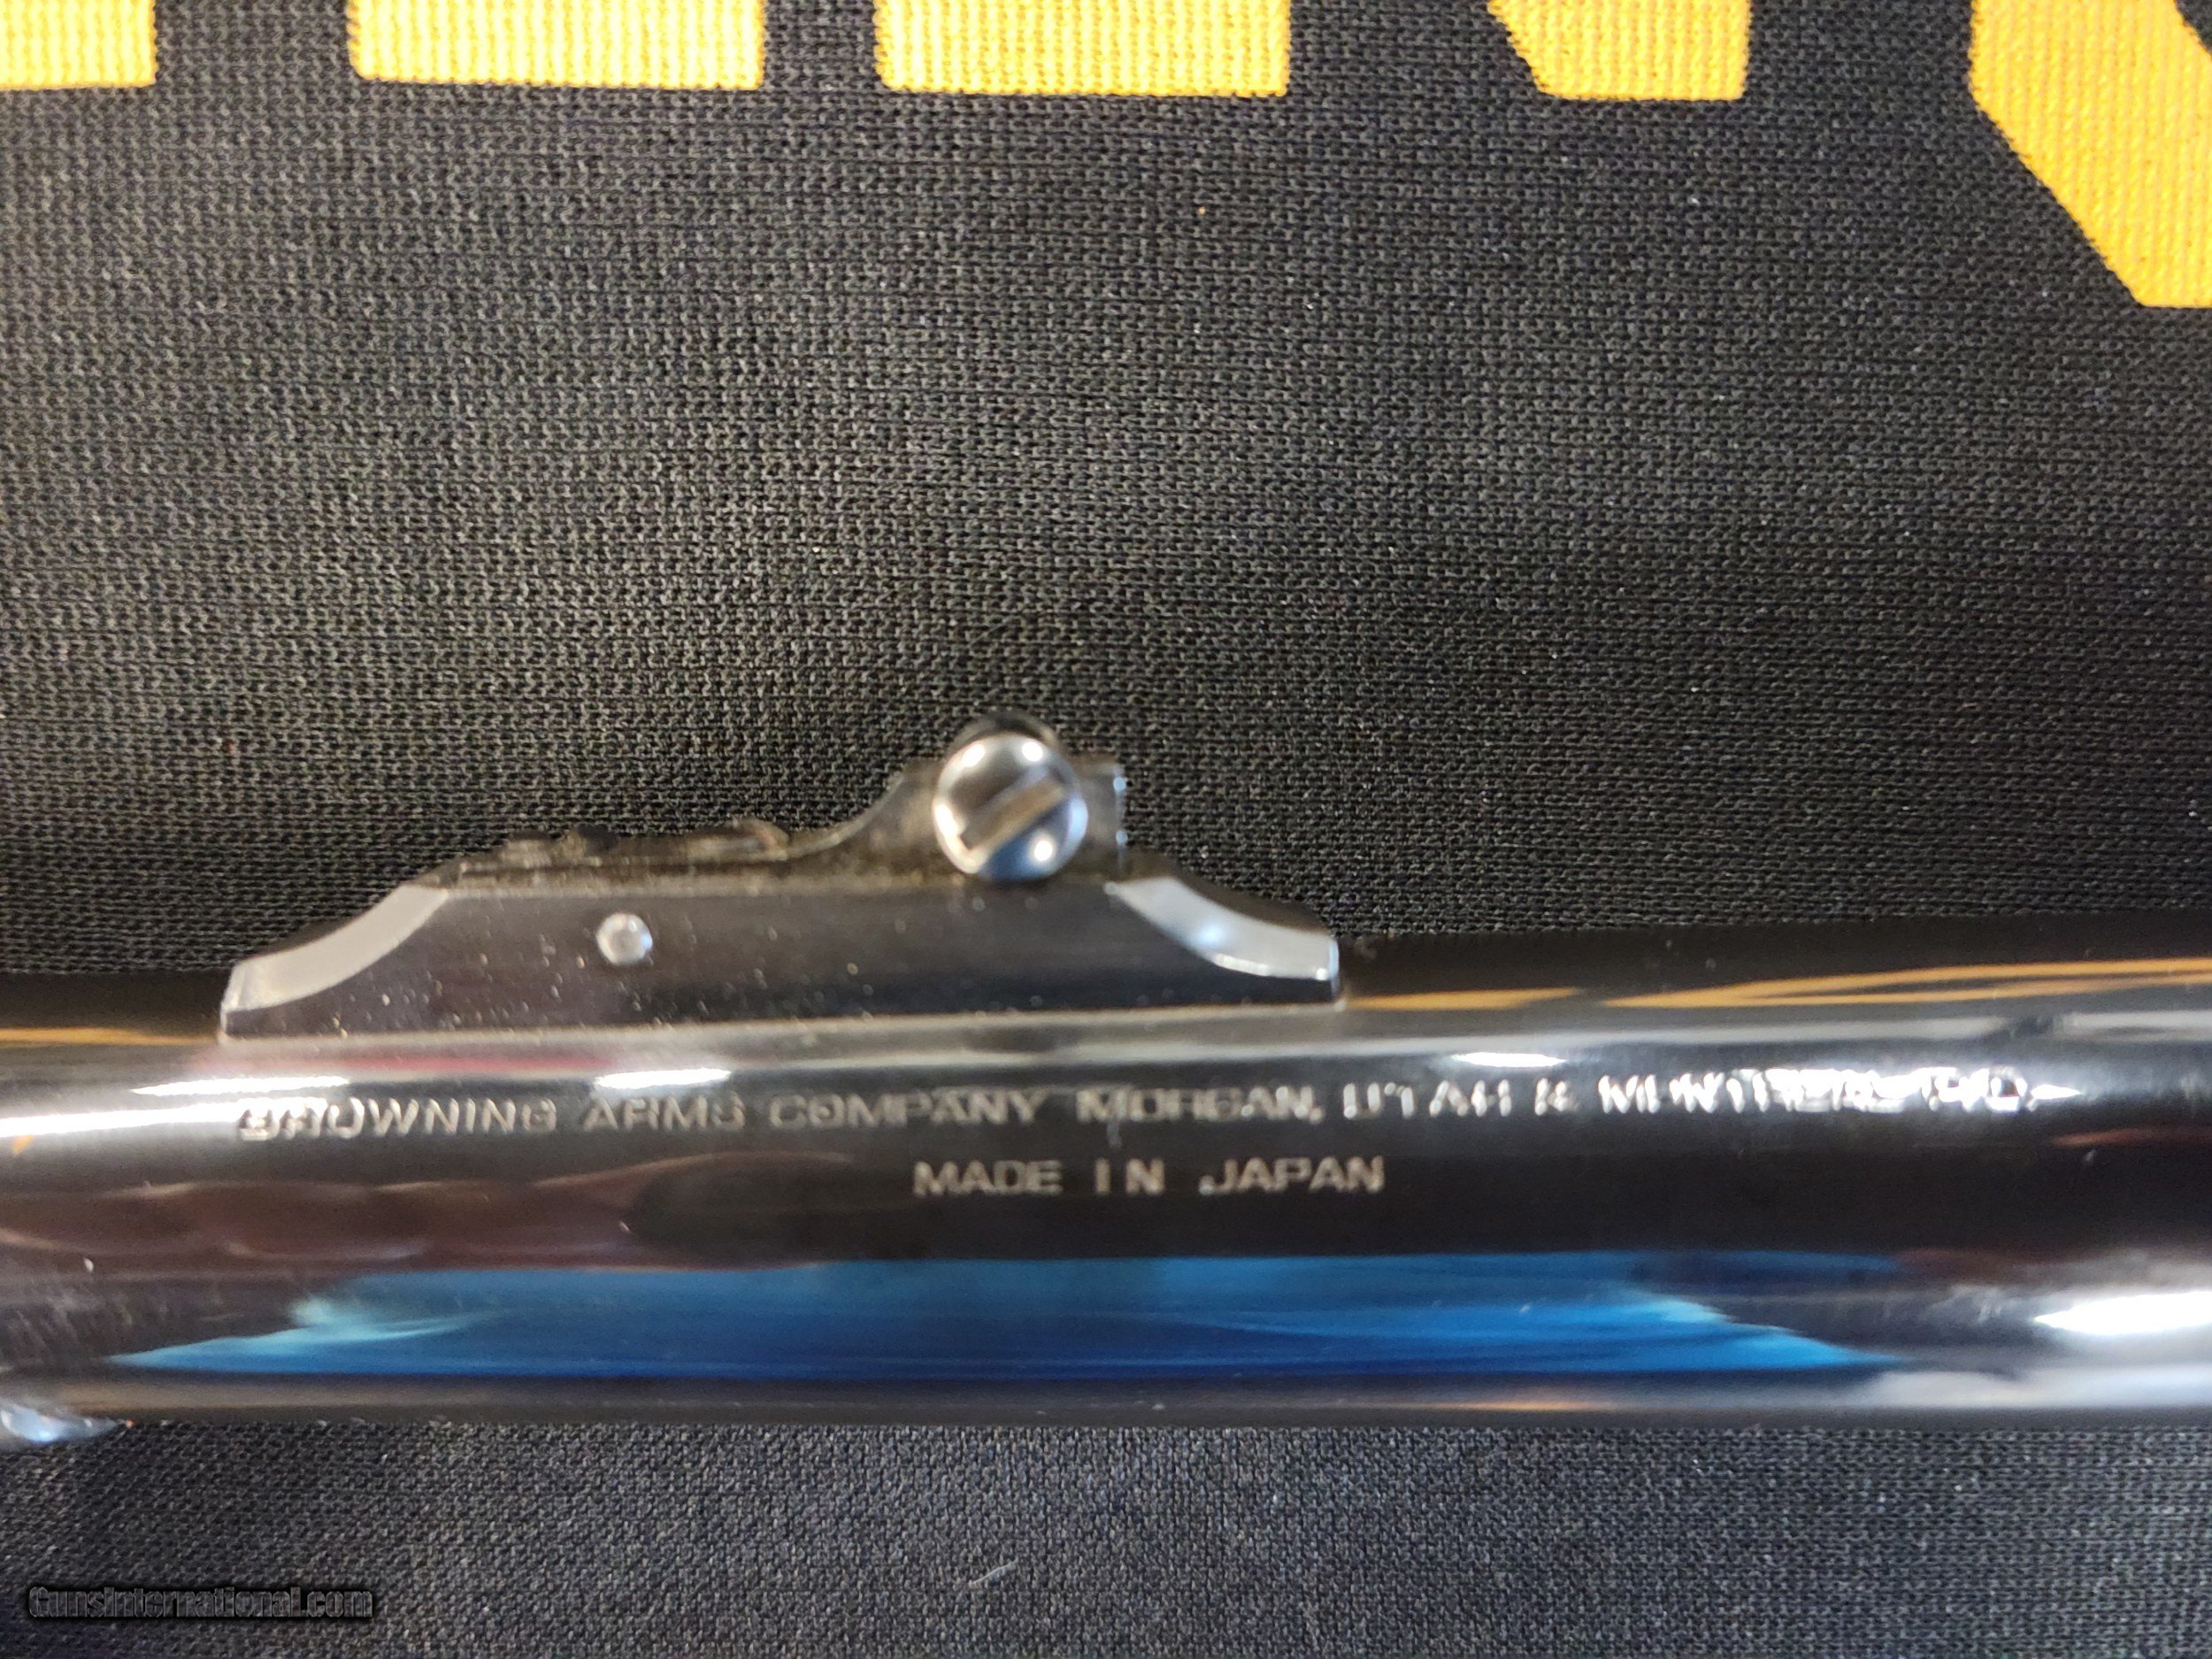 BROWNING ARMS COMPANY MORGAN, UTAH & MONTREAL P.Q.
MADE IN JAPAN
GunsInternational.com